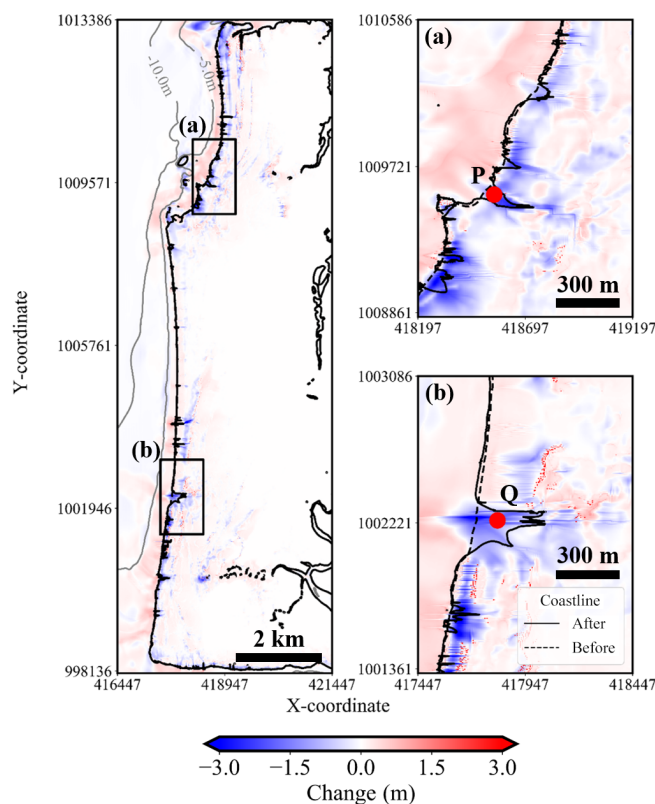 1013386
1009571
1005761
1001946
998136
416447
418947
421447
Y-coordinate
X-coordinate
-10.0m
-5.0m
(a)
(b)
2 km
(a)
1010586
1009721
1008861
418197
418697
419197
P
300 m
(b)
1003086
1002221
1001361
417447
417947
418447
Q
300 m
Coastline
After
Before
−3.0
−1.5
0.0
1.5
3.0
Change (m)